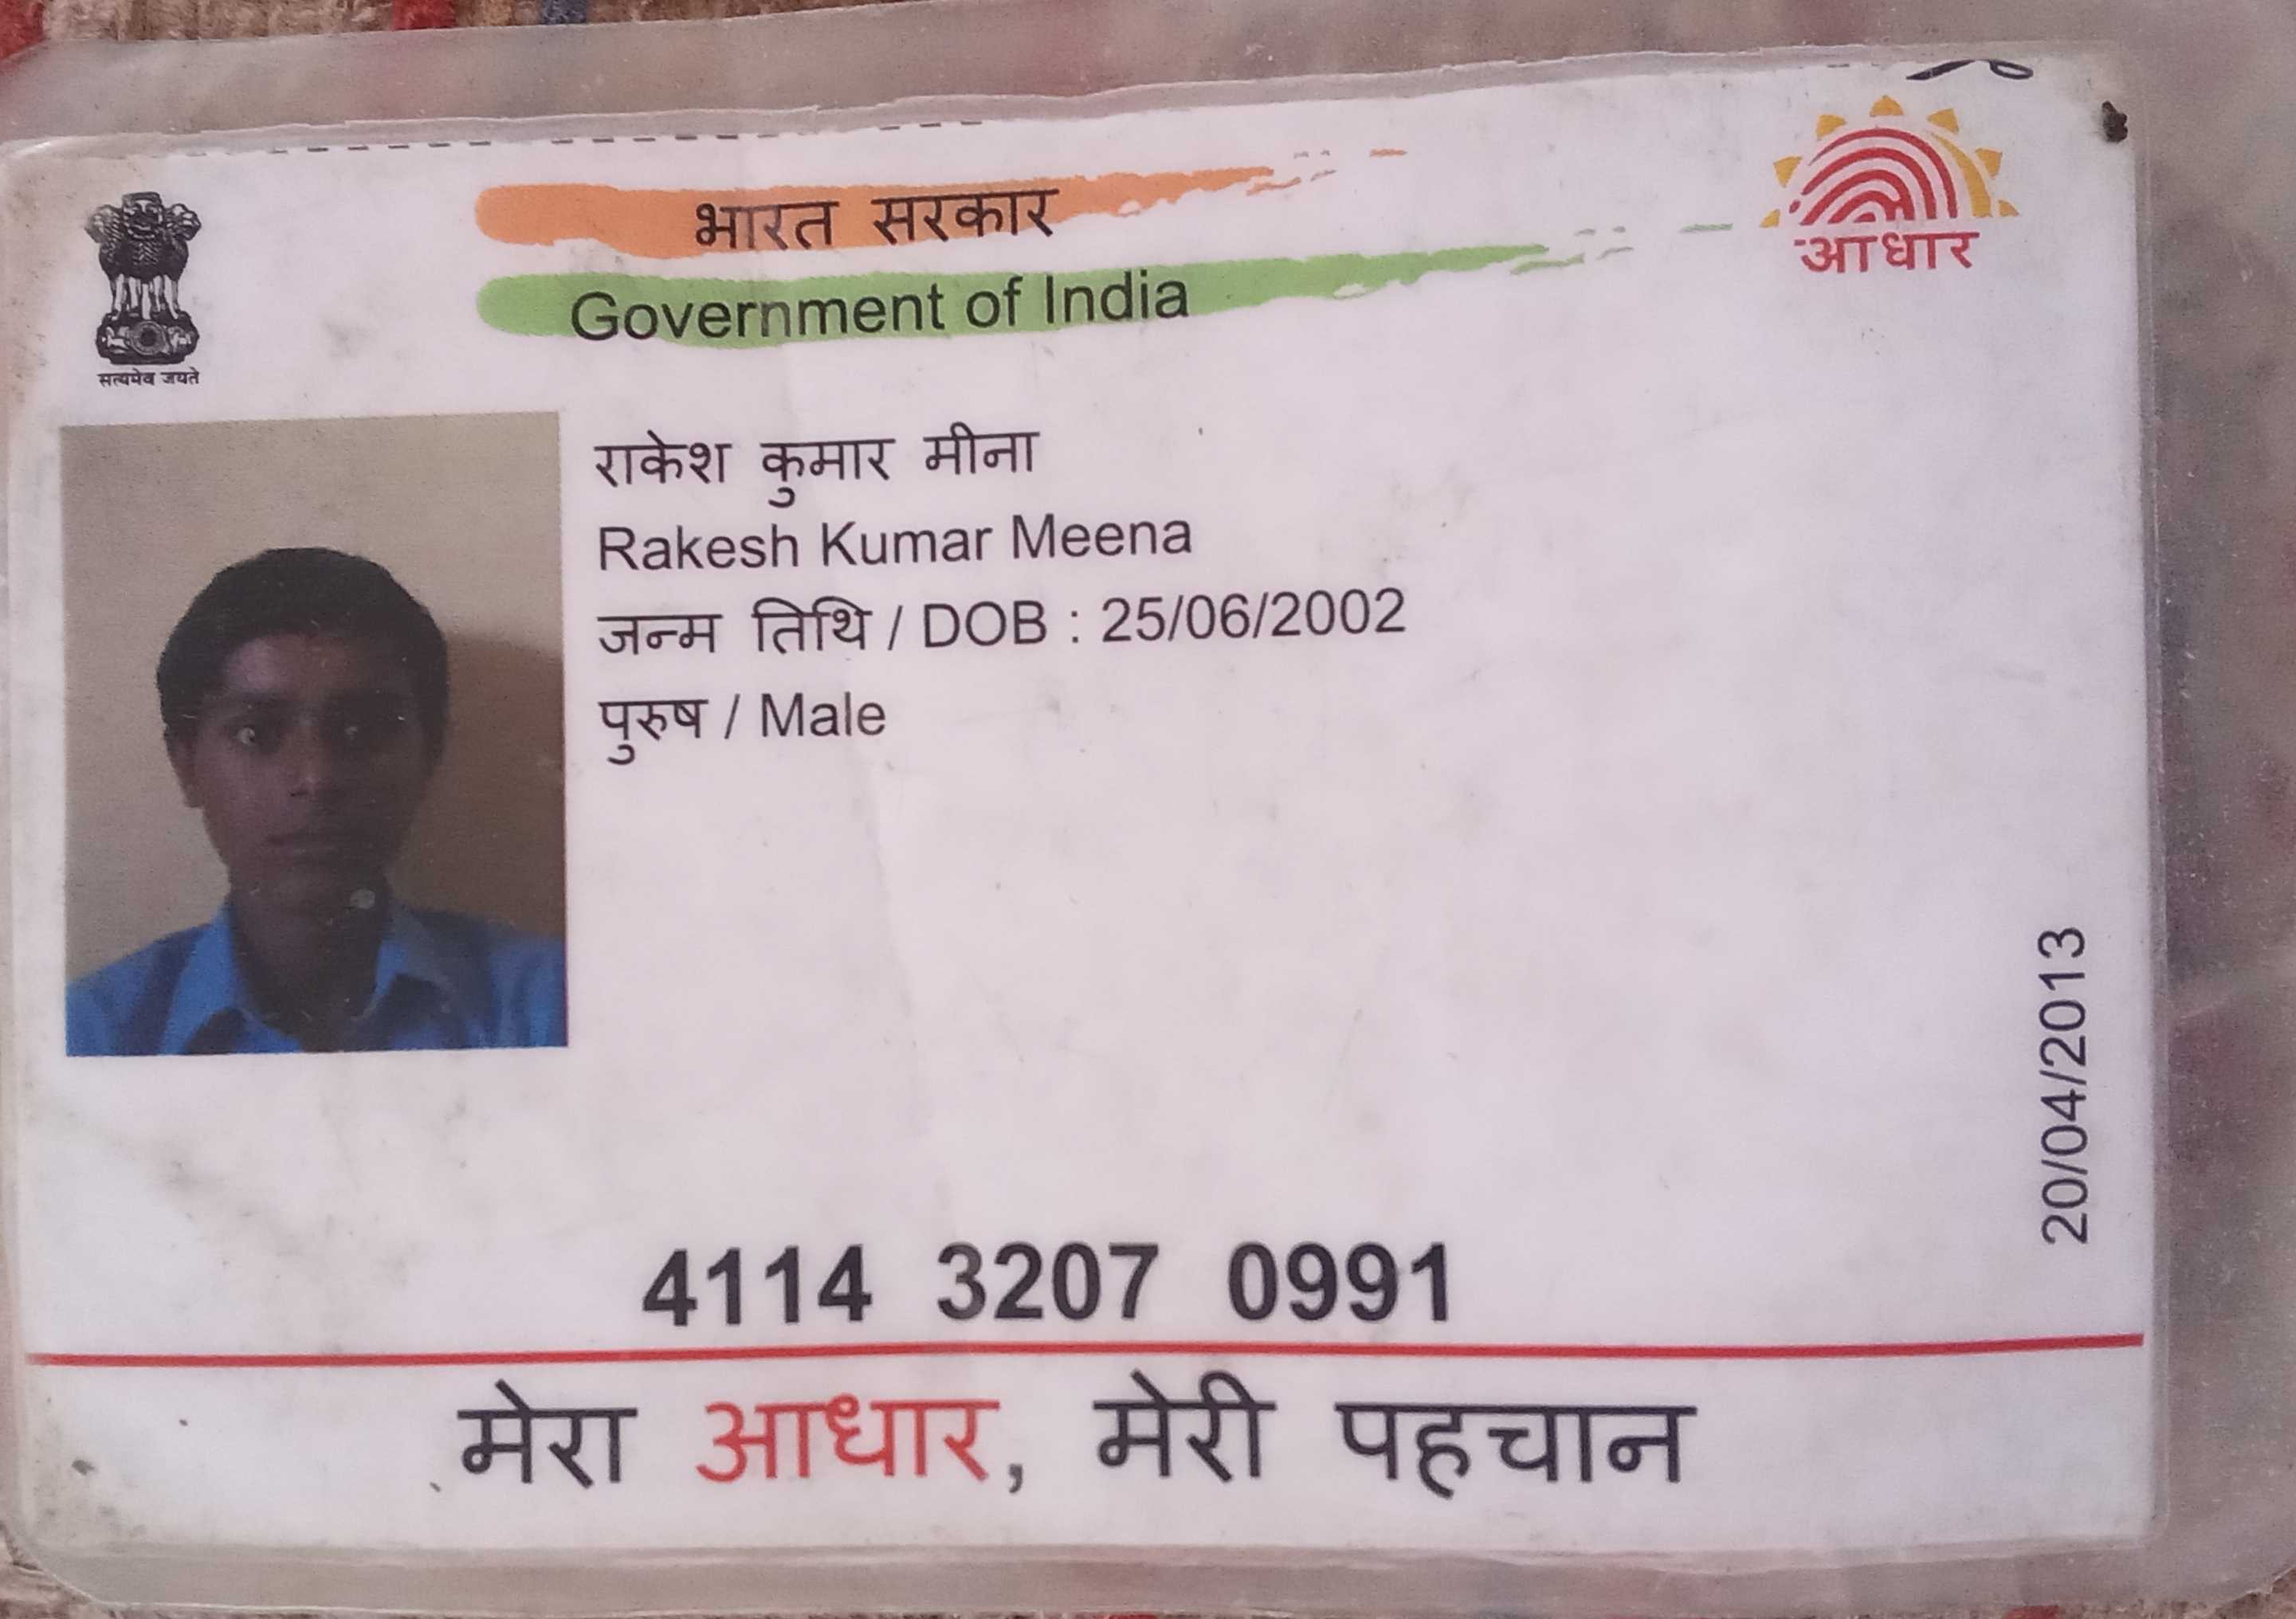 भारत सरकार
Government of India
आधार
सत्यमेव जयते
राकेश कुमार मीना
Rakesh Kumar Meena
जन्म तिथि / DOB : 25/06/2002
पुरुष / Male
20/04/2013
4114 3207 0991
मेरा आधार, मेरी पहचान